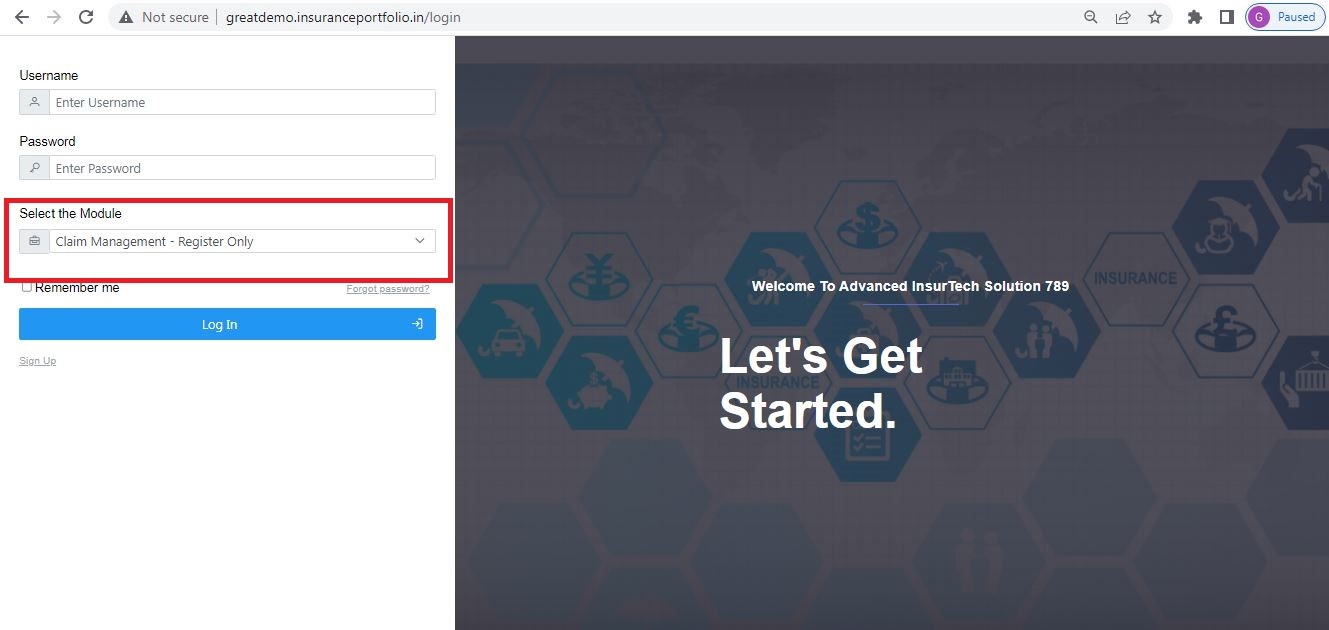 Not secure | greatdemo.insuranceportfolio.in/login
G Paused
Username
Enter Username
Password
Enter Password
Select the Module
Claim Management - Register Only
Remember me
Forgot password?
Log In
Sign Up
INSURANCE
Welcome To Advanced InsurTech Solution 789
Let's Get
Started.
INSURANCE